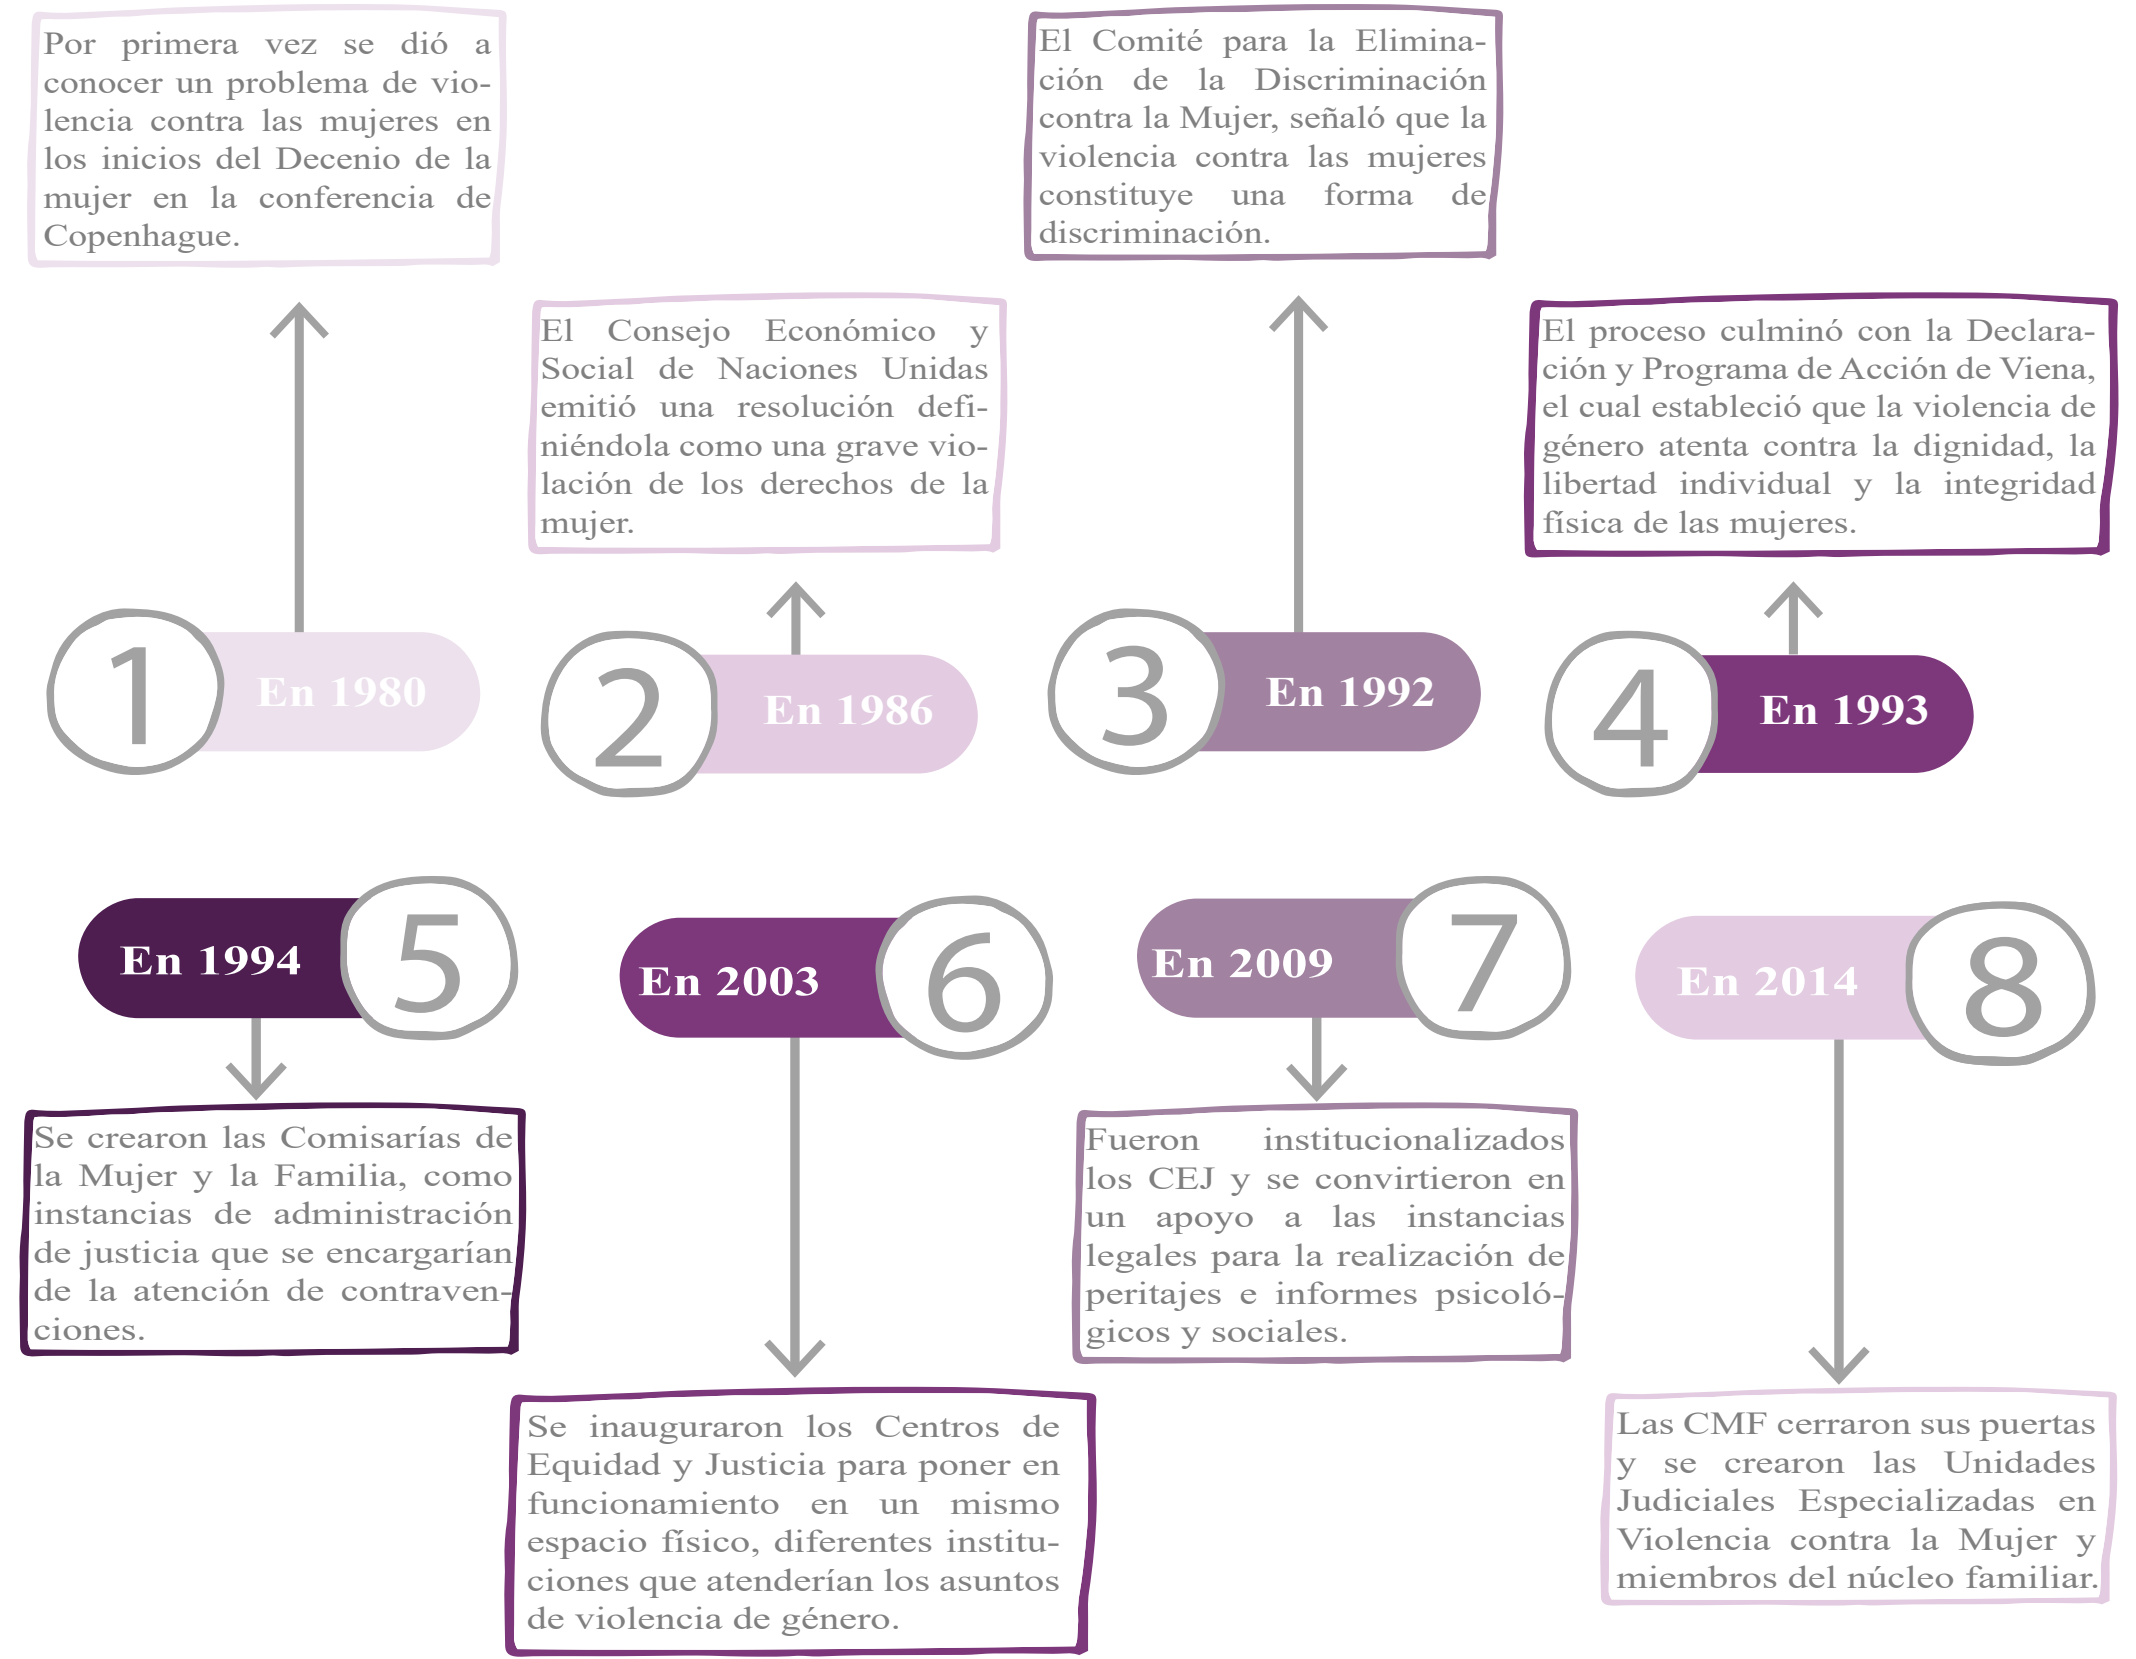 Por primera vez se dió a
conocer un problema de vio-
lencia contra las mujeres en
los inicios del Decenio de la
mujer en la conferencia de
Copenhague.
1
En 1980
El Consejo Económico y
Social de Naciones Unidas
emitió una resolución defi-
niéndola como una grave vio-
lación de los derechos de la
mujer.
2
En 1986
El Comité para la Elimina-
ción de la Discriminación
contra la Mujer, señaló que la
violencia contra las mujeres
constituye una forma de
discriminación.
3
En 1992
El proceso culminó con la Declara-
ción y Programa de Acción de Viena,
el cual estableció que la violencia de
género atenta contra la dignidad, la
libertad individual y la integridad
física de las mujeres.
4
En 1993
En 1994
5
Se crearon las Comisarías de
la Mujer y la Familia, como
instancias de administración
de justicia que se encargarían
de la atención de contraven-
ciones.
En 2003
6
Se inauguraron los Centros de
Equidad y Justicia para poner en
funcionamiento en un mismo
espacio físico, diferentes institu-
ciones que atenderían los asuntos
de violencia de género.
En 2009
7
Fueron institucionalizados
los CEJ y se convirtieron en
un apoyo a las instancias
legales para la realización de
peritajes e informes psicoló-
gicos y sociales.
En 2014
8
Las CMF cerraron sus puertas
y se crearon las Unidades
Judiciales Especializadas en
Violencia contra la Mujer y
miembros del núcleo familiar.